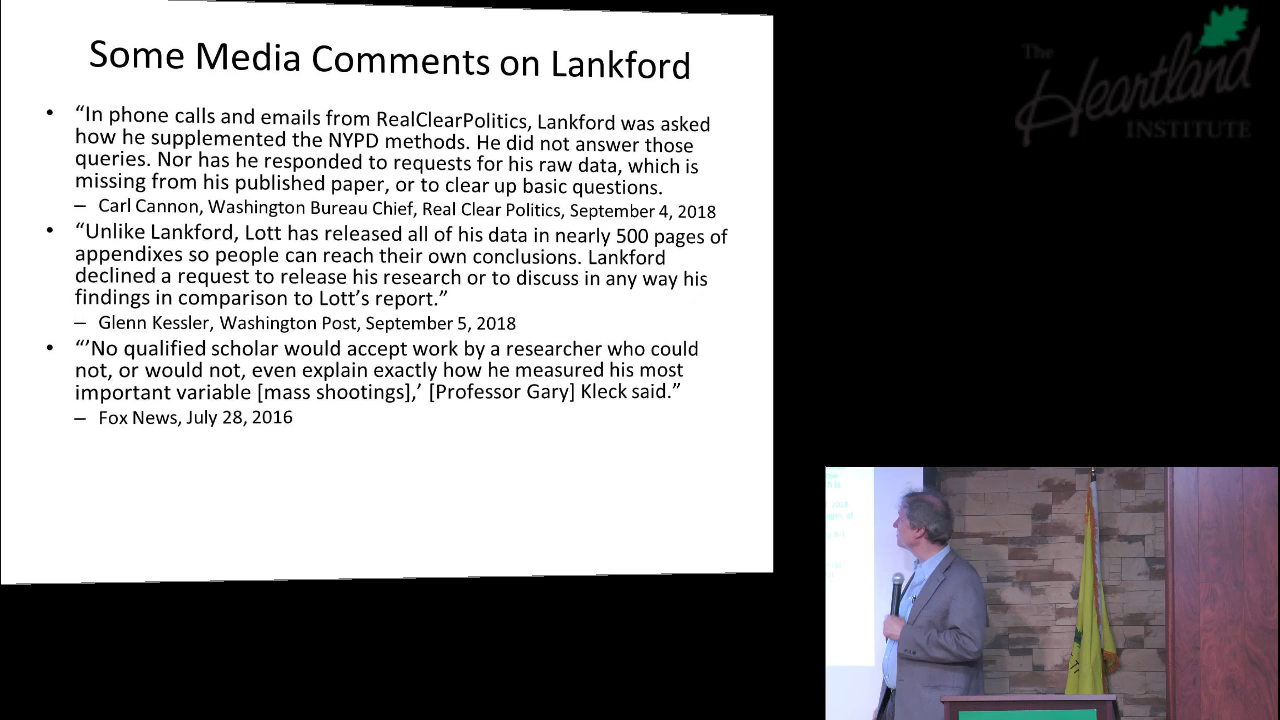 Some Media Comments on Lankford
• “In phone calls and emails from RealClearPolitics, Lankford was asked
how he supplemented the NYPD methods. He did not answer those
queries. Nor has he responded to requests for his raw data, which is
missing from his published paper, or to clear up basic questions.
– Carl Cannon, Washington Bureau Chief, Real Clear Politics, September 4, 2018
• “Unlike Lankford, Lott has released all of his data in nearly 500 pages of
appendixes so people can reach their own conclusions. Lankford
declined a request to release his research or to discuss in any way his
findings in comparison to Lott’s report.”
– Glenn Kessler, Washington Post, September 5, 2018
• “’No qualified scholar would accept work by a researcher who could
not, or would not, even explain exactly how he measured his most
important variable [mass shootings],’ [Professor Gary] Kleck said.”
– Fox News, July 28, 2016
The
Heartland
INSTITUTE